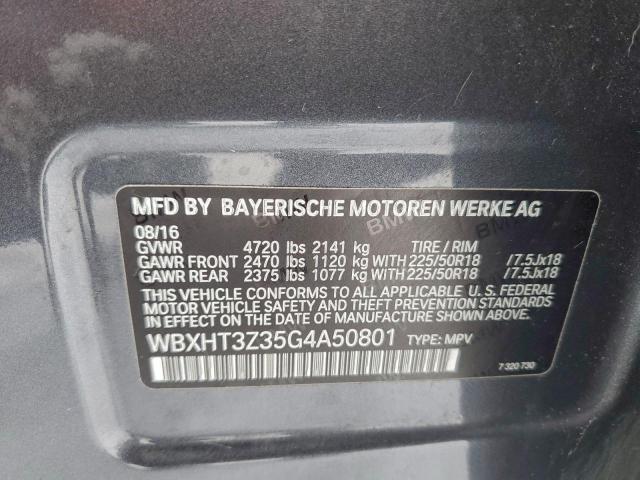 MFD BY BAYERISCHE MOTOREN WERKE AG
08/16
GVWR 4720 lbs 2141 kg TIRE / RIM
GAWR FRONT 2470 lbs 1120 kg WITH 225/50R18 /7.5Jx18
GAWR REAR 2375 lbs 1077 kg WITH 225/50R18 /7.5Jx18
THIS VEHICLE CONFORMS TO ALL APPLICABLE U. S. FEDERAL
MOTOR VEHICLE SAFETY AND THEFT PREVENTION STANDARDS
IN EFFECT ON THE DATE OF MANUFACTURE SHOWN ABOVE.
WBXHT3Z35G4A50801 TYPE: MPV
7 320 730